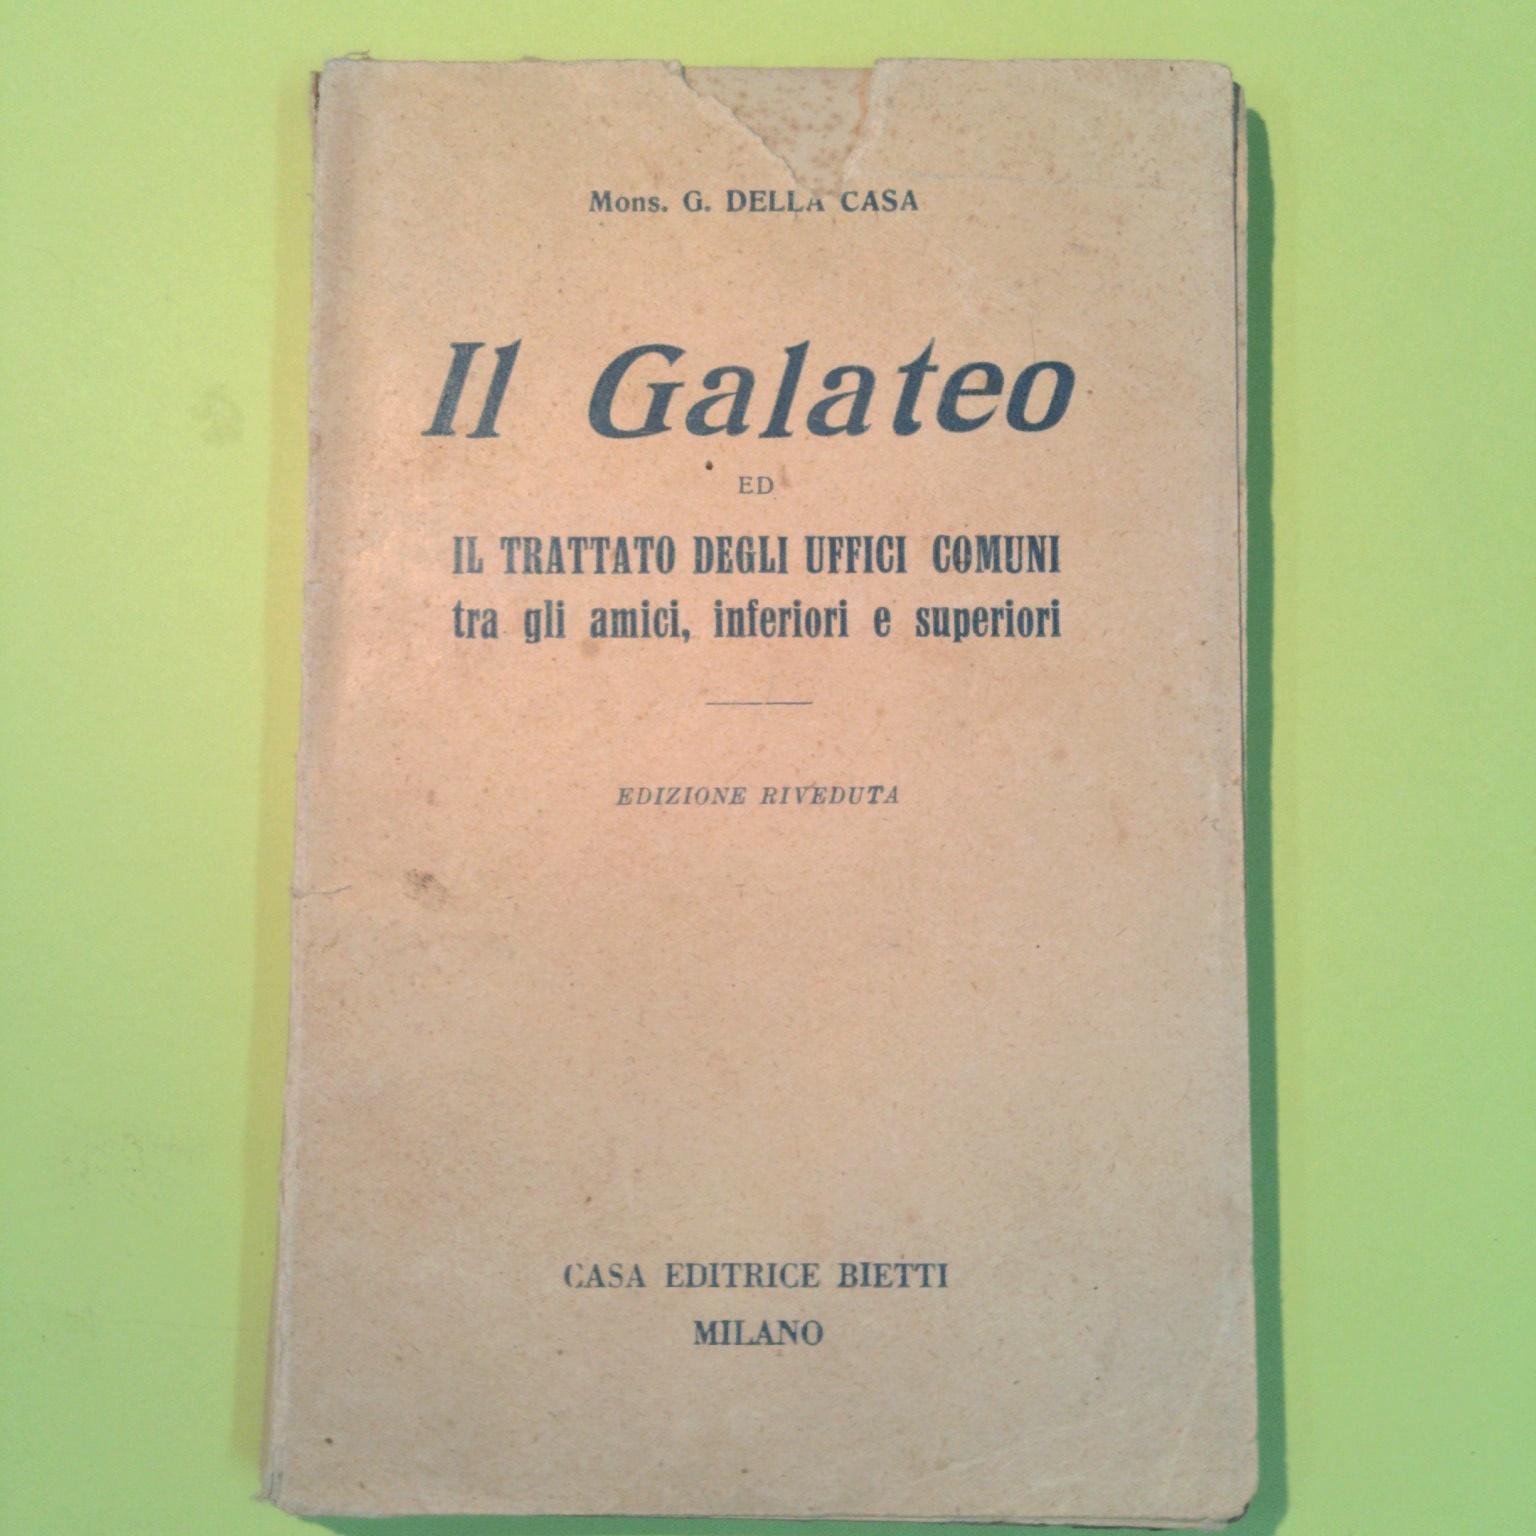 Mons. G. DELLA CASA
Il Galateo
ED
IL TRATTATO DEGLI UFFICI COMUNI
tra gli amici, inferiori e superiori
EDIZIONE RIVEDUTA
CASA EDITRICE BIETTI
MILANO